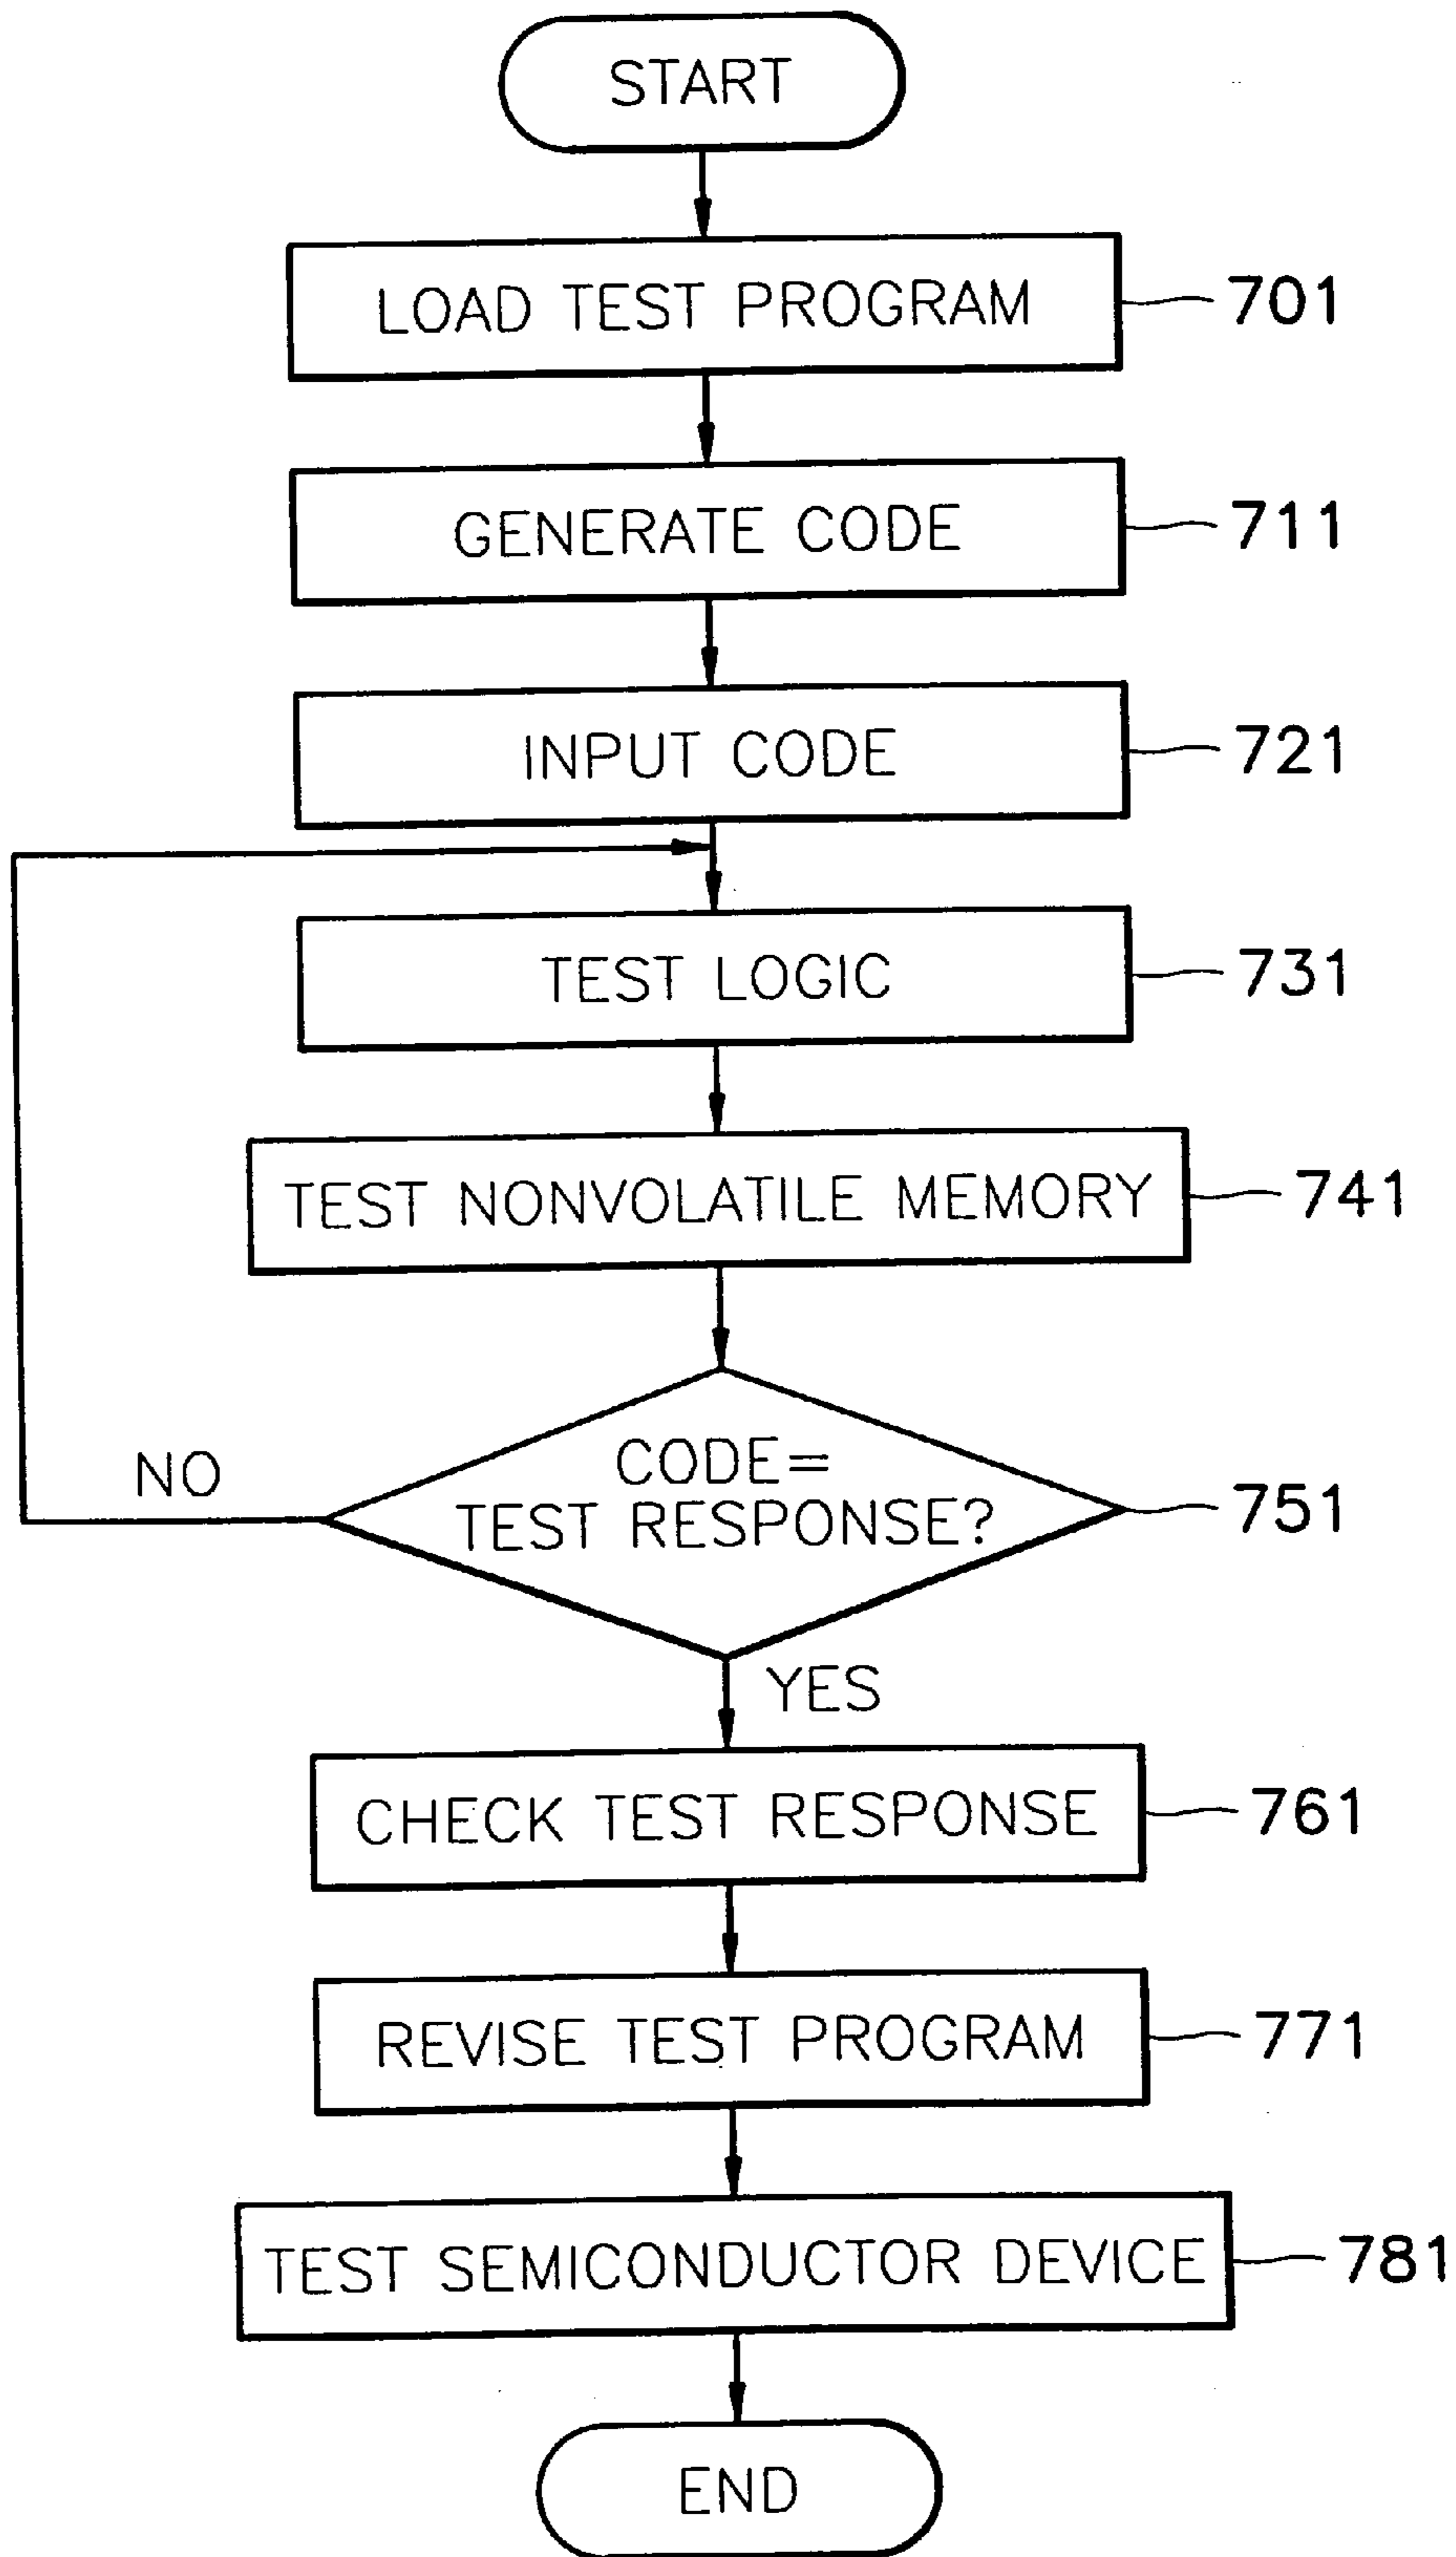 START
LOAD TEST PROGRAM
701
GENERATE CODE
711
INPUT CODE
721
TEST LOGIC
731
TEST NONVOLATILE MEMORY
741
CODE=
TEST RESPONSE?
751
NO
YES
CHECK TEST RESPONSE
761
REVISE TEST PROGRAM
771
TEST SEMICONDUCTOR DEVICE
781
END